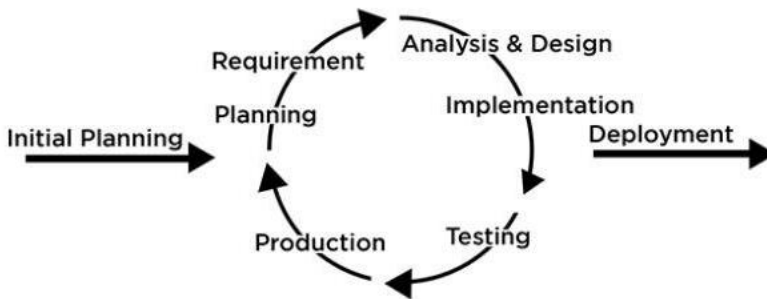 Requirement
Analysis & Design
Planning
Implementation
Initial Planning
Deployment
Production
Testing